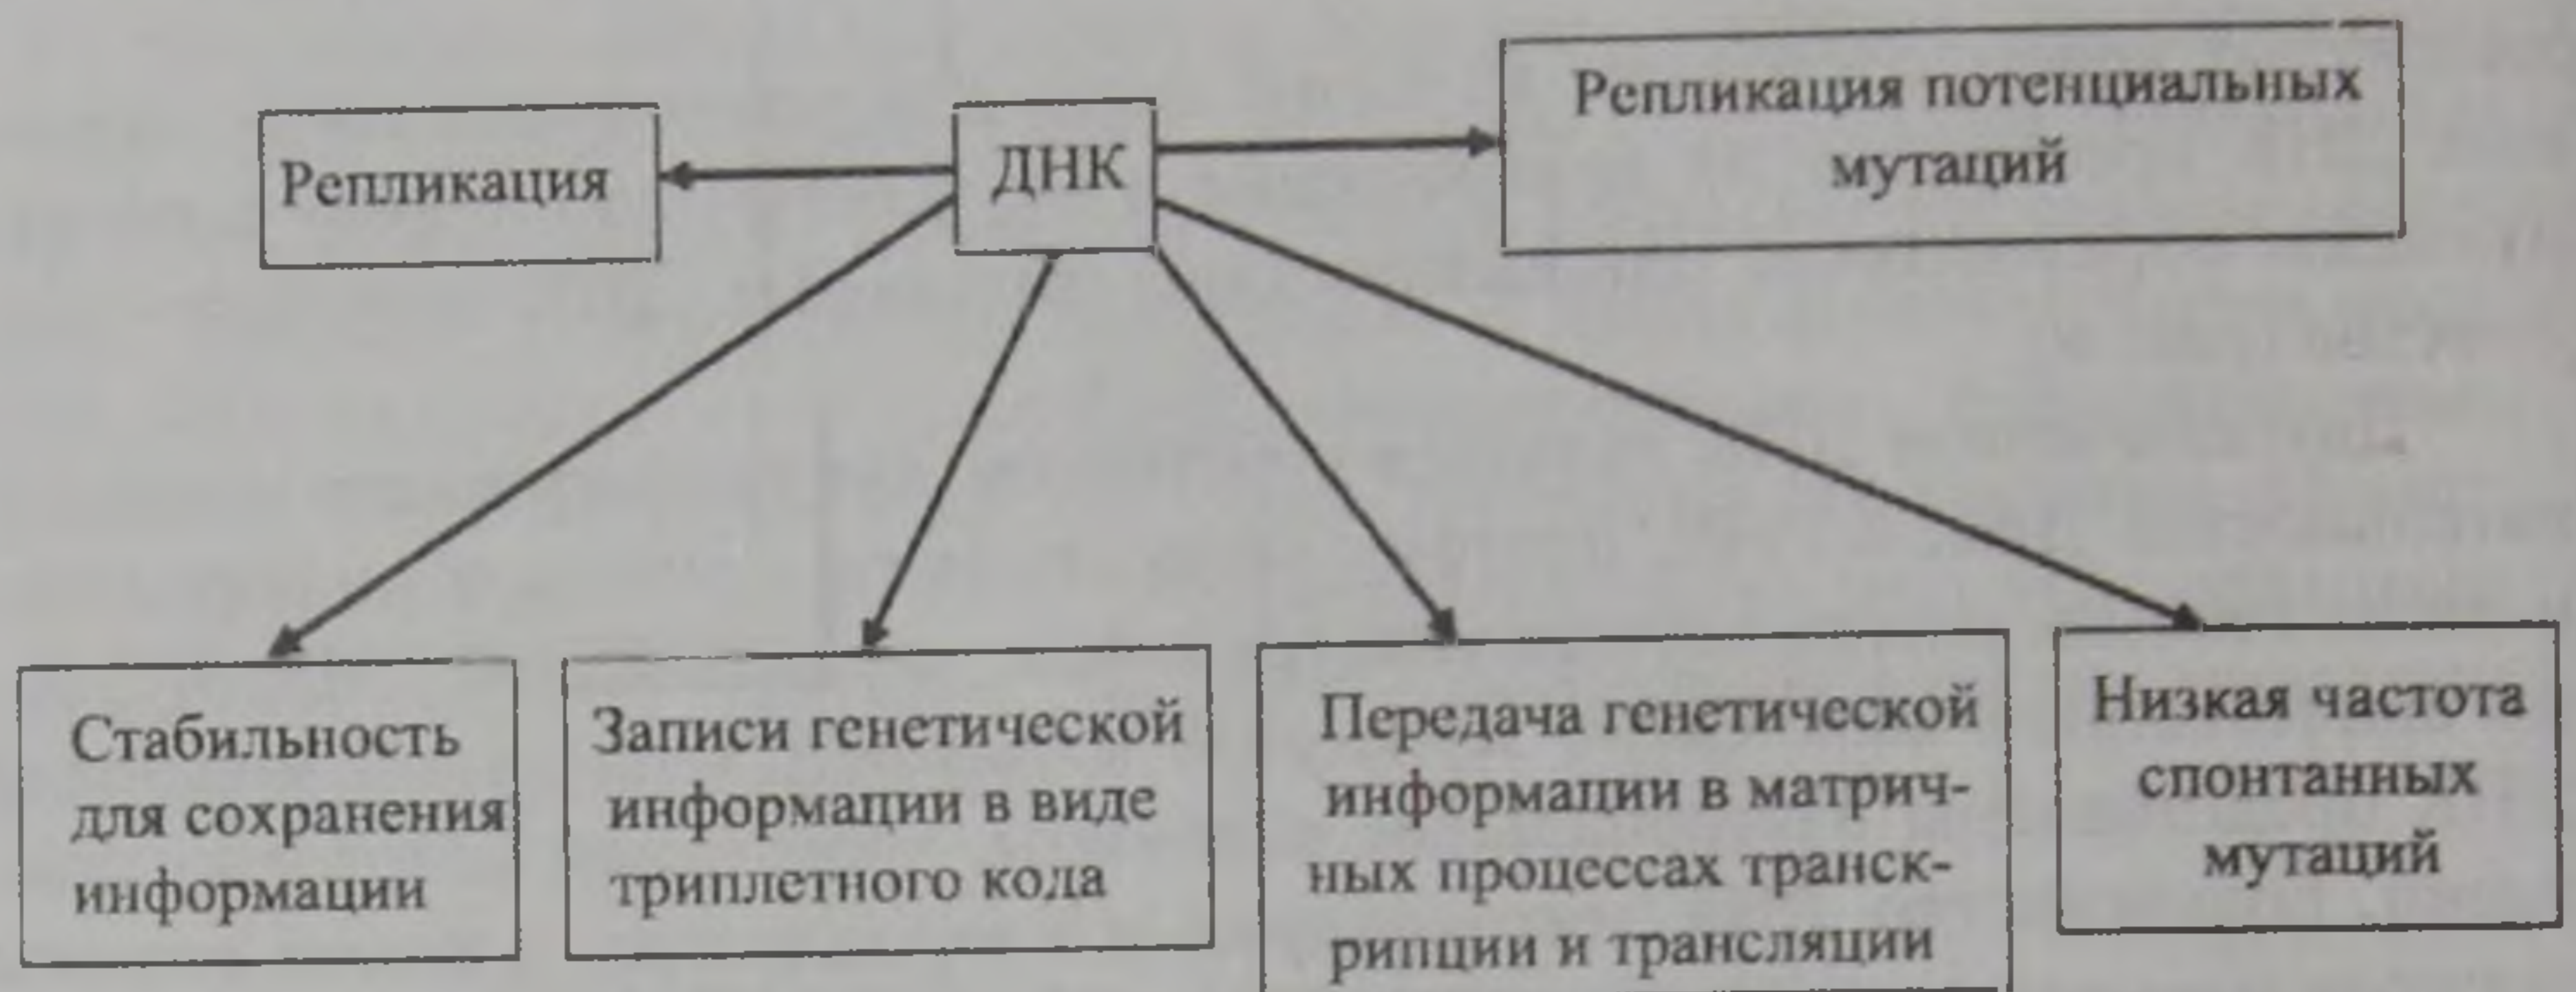 Репликация
ДНК
Репликация потенциальных
мутаций
Стабильность
для сохранения
информации
Записи генетической
информации в виде
триплетного кода
Передача генетической
информации в матрич-
ных процессах транск-
рипции и трансляции
Низкая частота
спонтанных
мутаций